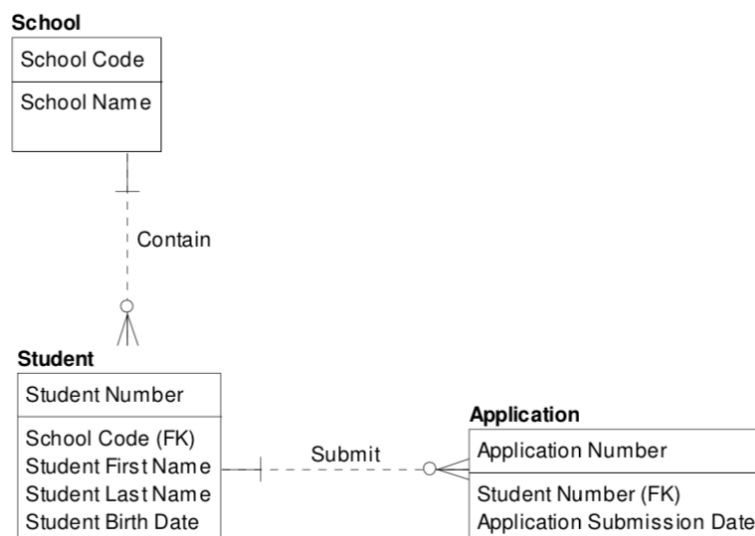 School
School Code
School Name
Contain
Student
Student Number
School Code (FK)
Student First Name
Student Last Name
Student Birth Date
Submit
Application
Application Number
Student Number (FK)
Application Submission Date